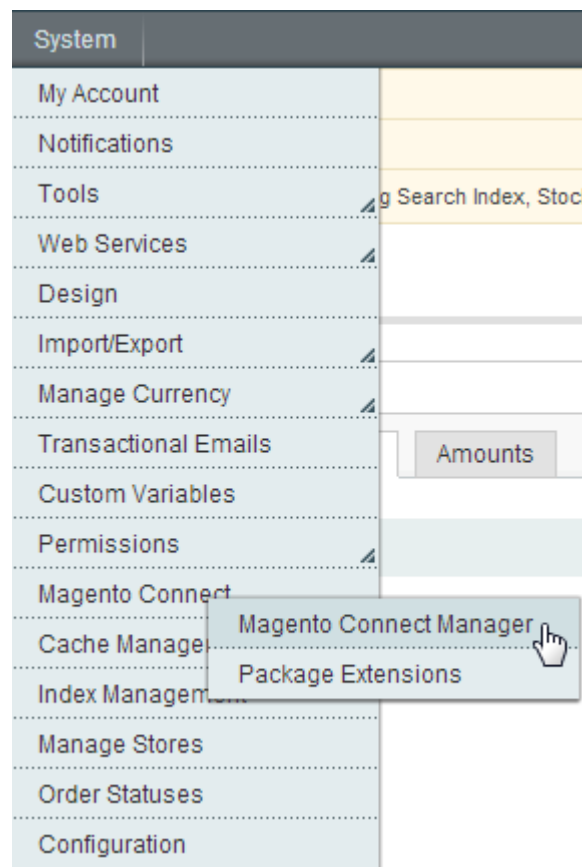 System
My Account
Notifications
Tools
g Search Index, Stoc
Web Services
Design
Import/Export
Manage Currency
Transactional Emails
Amounts
Custom Variables
Permissions
Magento Connect
Magento Connect Manager
Cache Manage
Package Extensions
Index Management
Manage Stores
Order Statuses
Configuration